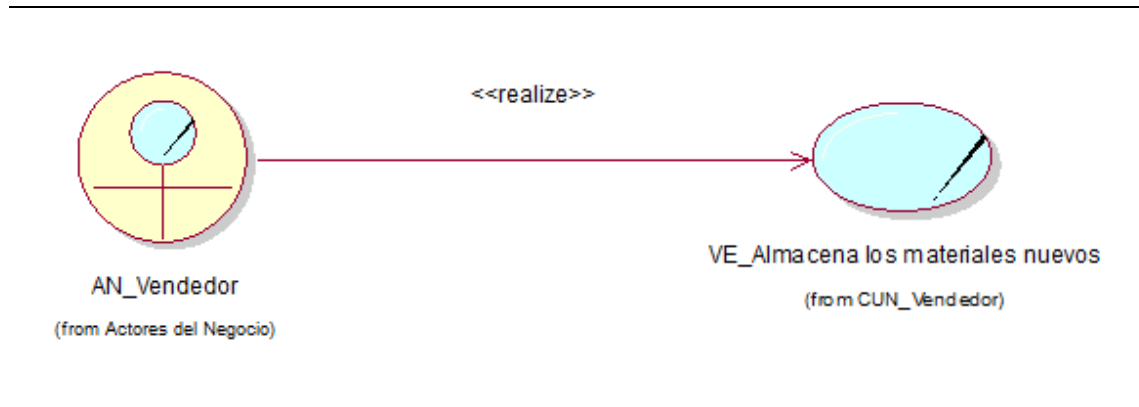 <<realize>>
VE_Almacena los materiales nuevos
AN_Vendedor
(from CUN_Vendedor)
(from Actores del Negocio)